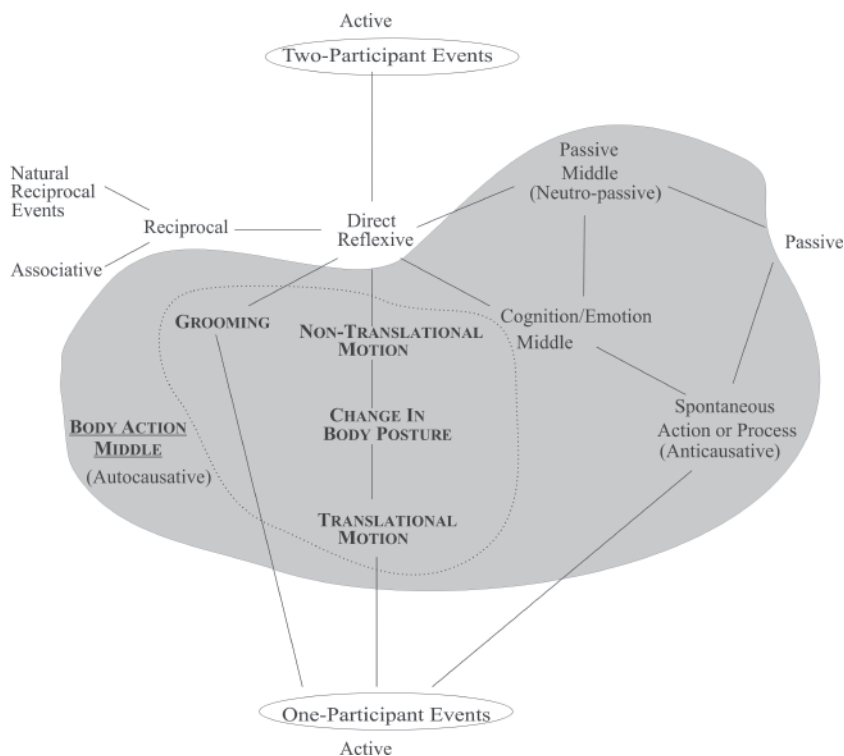 Active
Two-Participant Events
Passive
Middle
(Neutro-passive)
Natural
Reciprocal
Events
Reciprocal
Direct
Reflexive
Passive
Associative
GROOMING
NON-TRANSLATIONAL
MOTION
Cognition/Emotion
Middle
BODY ACTION
MIDDLE
(Autocausative)
CHANGE IN
BODY POSTURE
Spontaneous
Action or Process
(Anticausative)
TRANSLATIONAL
MOTION
One-Participant Events
Active